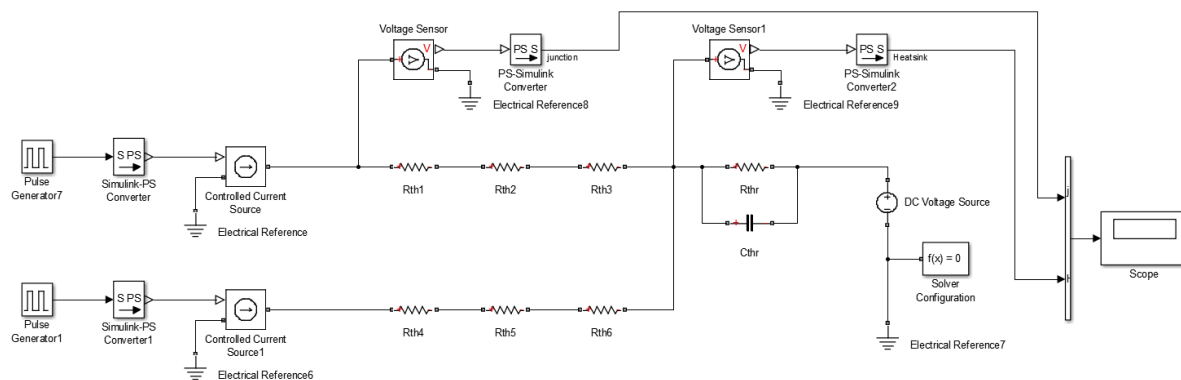 Voltage Sensor
V
PS S
junction
PS-Simulink
Converter
Electrical Reference8
Voltage Sensor1
V
PS S
Heatsink
PS-Simulink
Converter2
Electrical Reference9
Pulse
Generator7
S PS
Simulink-PS
Converter
Controlled Current
Source
Electrical Reference
Rth1
Rth2
Rth3
Rthr
Cthr
DC Voltage Source
f(x) = 0
Solver
Configuration
Electrical Reference7
j
Scope
Pulse
Generator1
S PS
Simulink-PS
Converter1
Controlled Current
Source1
Electrical Reference6
Rth4
Rth5
Rth6